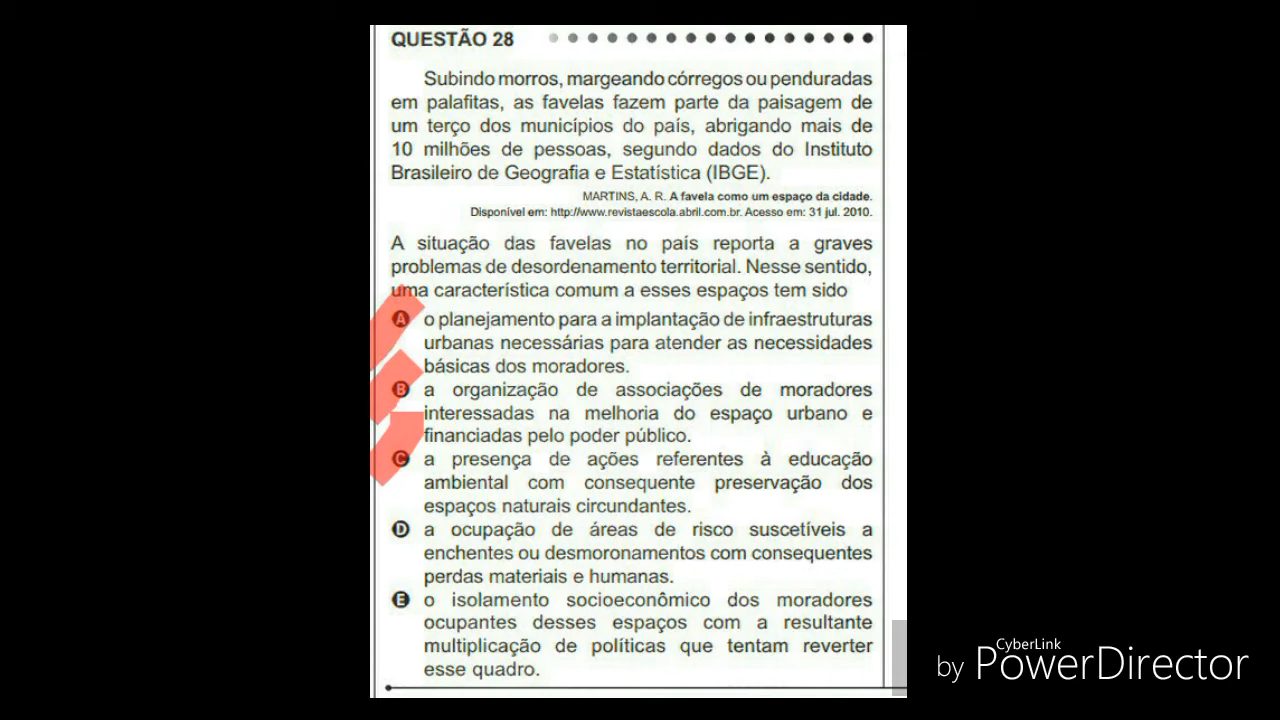 QUESTÃO 28
Subindo morros, margeando córregos ou penduradas
em palafitas, as favelas fazem parte da paisagem de
um terço dos municípios do país, abrigando mais de
10 milhões de pessoas, segundo dados do Instituto
Brasileiro de Geografia e Estatística (IBGE).
MARTINS, A. R. A favela como um espaço da cidade.
Disponível em: http://www.revistaescola.abril.com.br. Acesso em: 31 jul. 2010.
A situação das favelas no país reporta a graves
problemas de desordenamento territorial. Nesse sentido,
uma característica comum a esses espaços tem sido
A o planejamento para a implantação de infraestruturas
urbanas necessárias para atender as necessidades
básicas dos moradores.
B a organização de associações de moradores
interessadas na melhoria do espaço urbano e
financiadas pelo poder público.
C a presença de ações referentes à educação
ambiental com consequente preservação dos
espaços naturais circundantes.
D a ocupação de áreas de risco suscetíveis a
enchentes ou desmoronamentos com consequentes
perdas materiais e humanas.
E o isolamento socioeconômico dos moradores
ocupantes desses espaços com a resultante
multiplicação de políticas que tentam reverter
esse quadro.
CyberLink
by PowerDirector